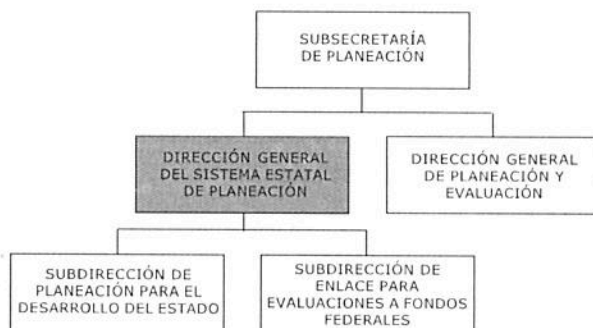 SUBSECRETARÍA
DE PLANEACIÓN
DIRECCIÓN GENERAL
DEL SISTEMA ESTATAL
DE PLANEACIÓN
DIRECCIÓN GENERAL
DE PLANEACIÓN Y
EVALUACIÓN
SUBDIRECCIÓN DE
PLANEACIÓN PARA EL
DESARROLLO DEL ESTADO
SUBDIRECCIÓN DE
ENLACE PARA
EVALUACIONES A FONDOS
FEDERALES